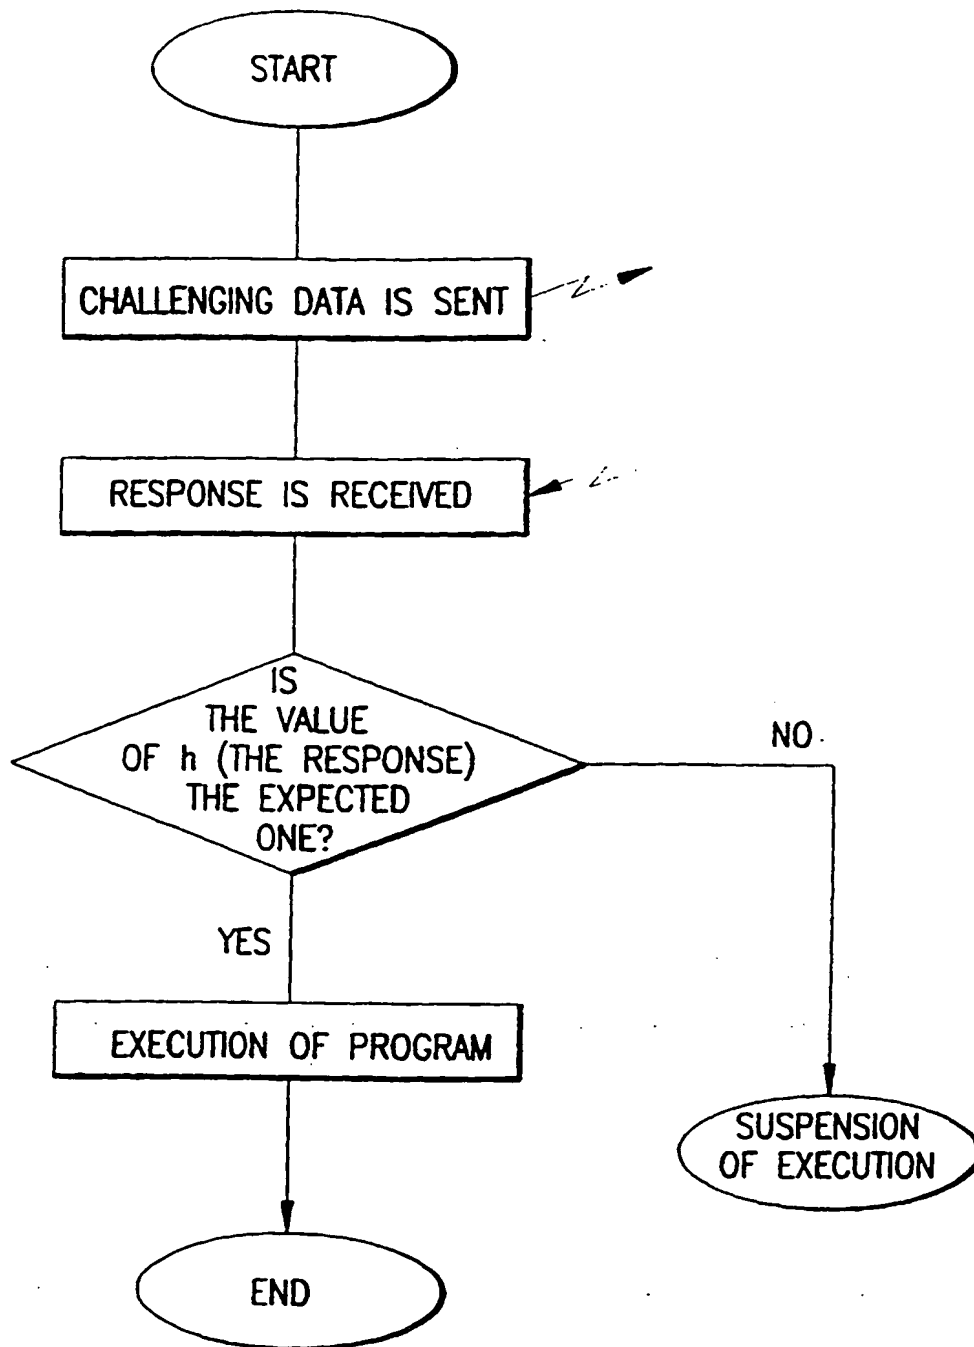 START
CHALLENGING DATA IS SENT
RESPONSE IS RECEIVED
IS
THE VALUE
OF h (THE RESPONSE)
THE EXPECTED
ONE?
NO
YES
EXECUTION OF PROGRAM
SUSPENSION
OF EXECUTION
END